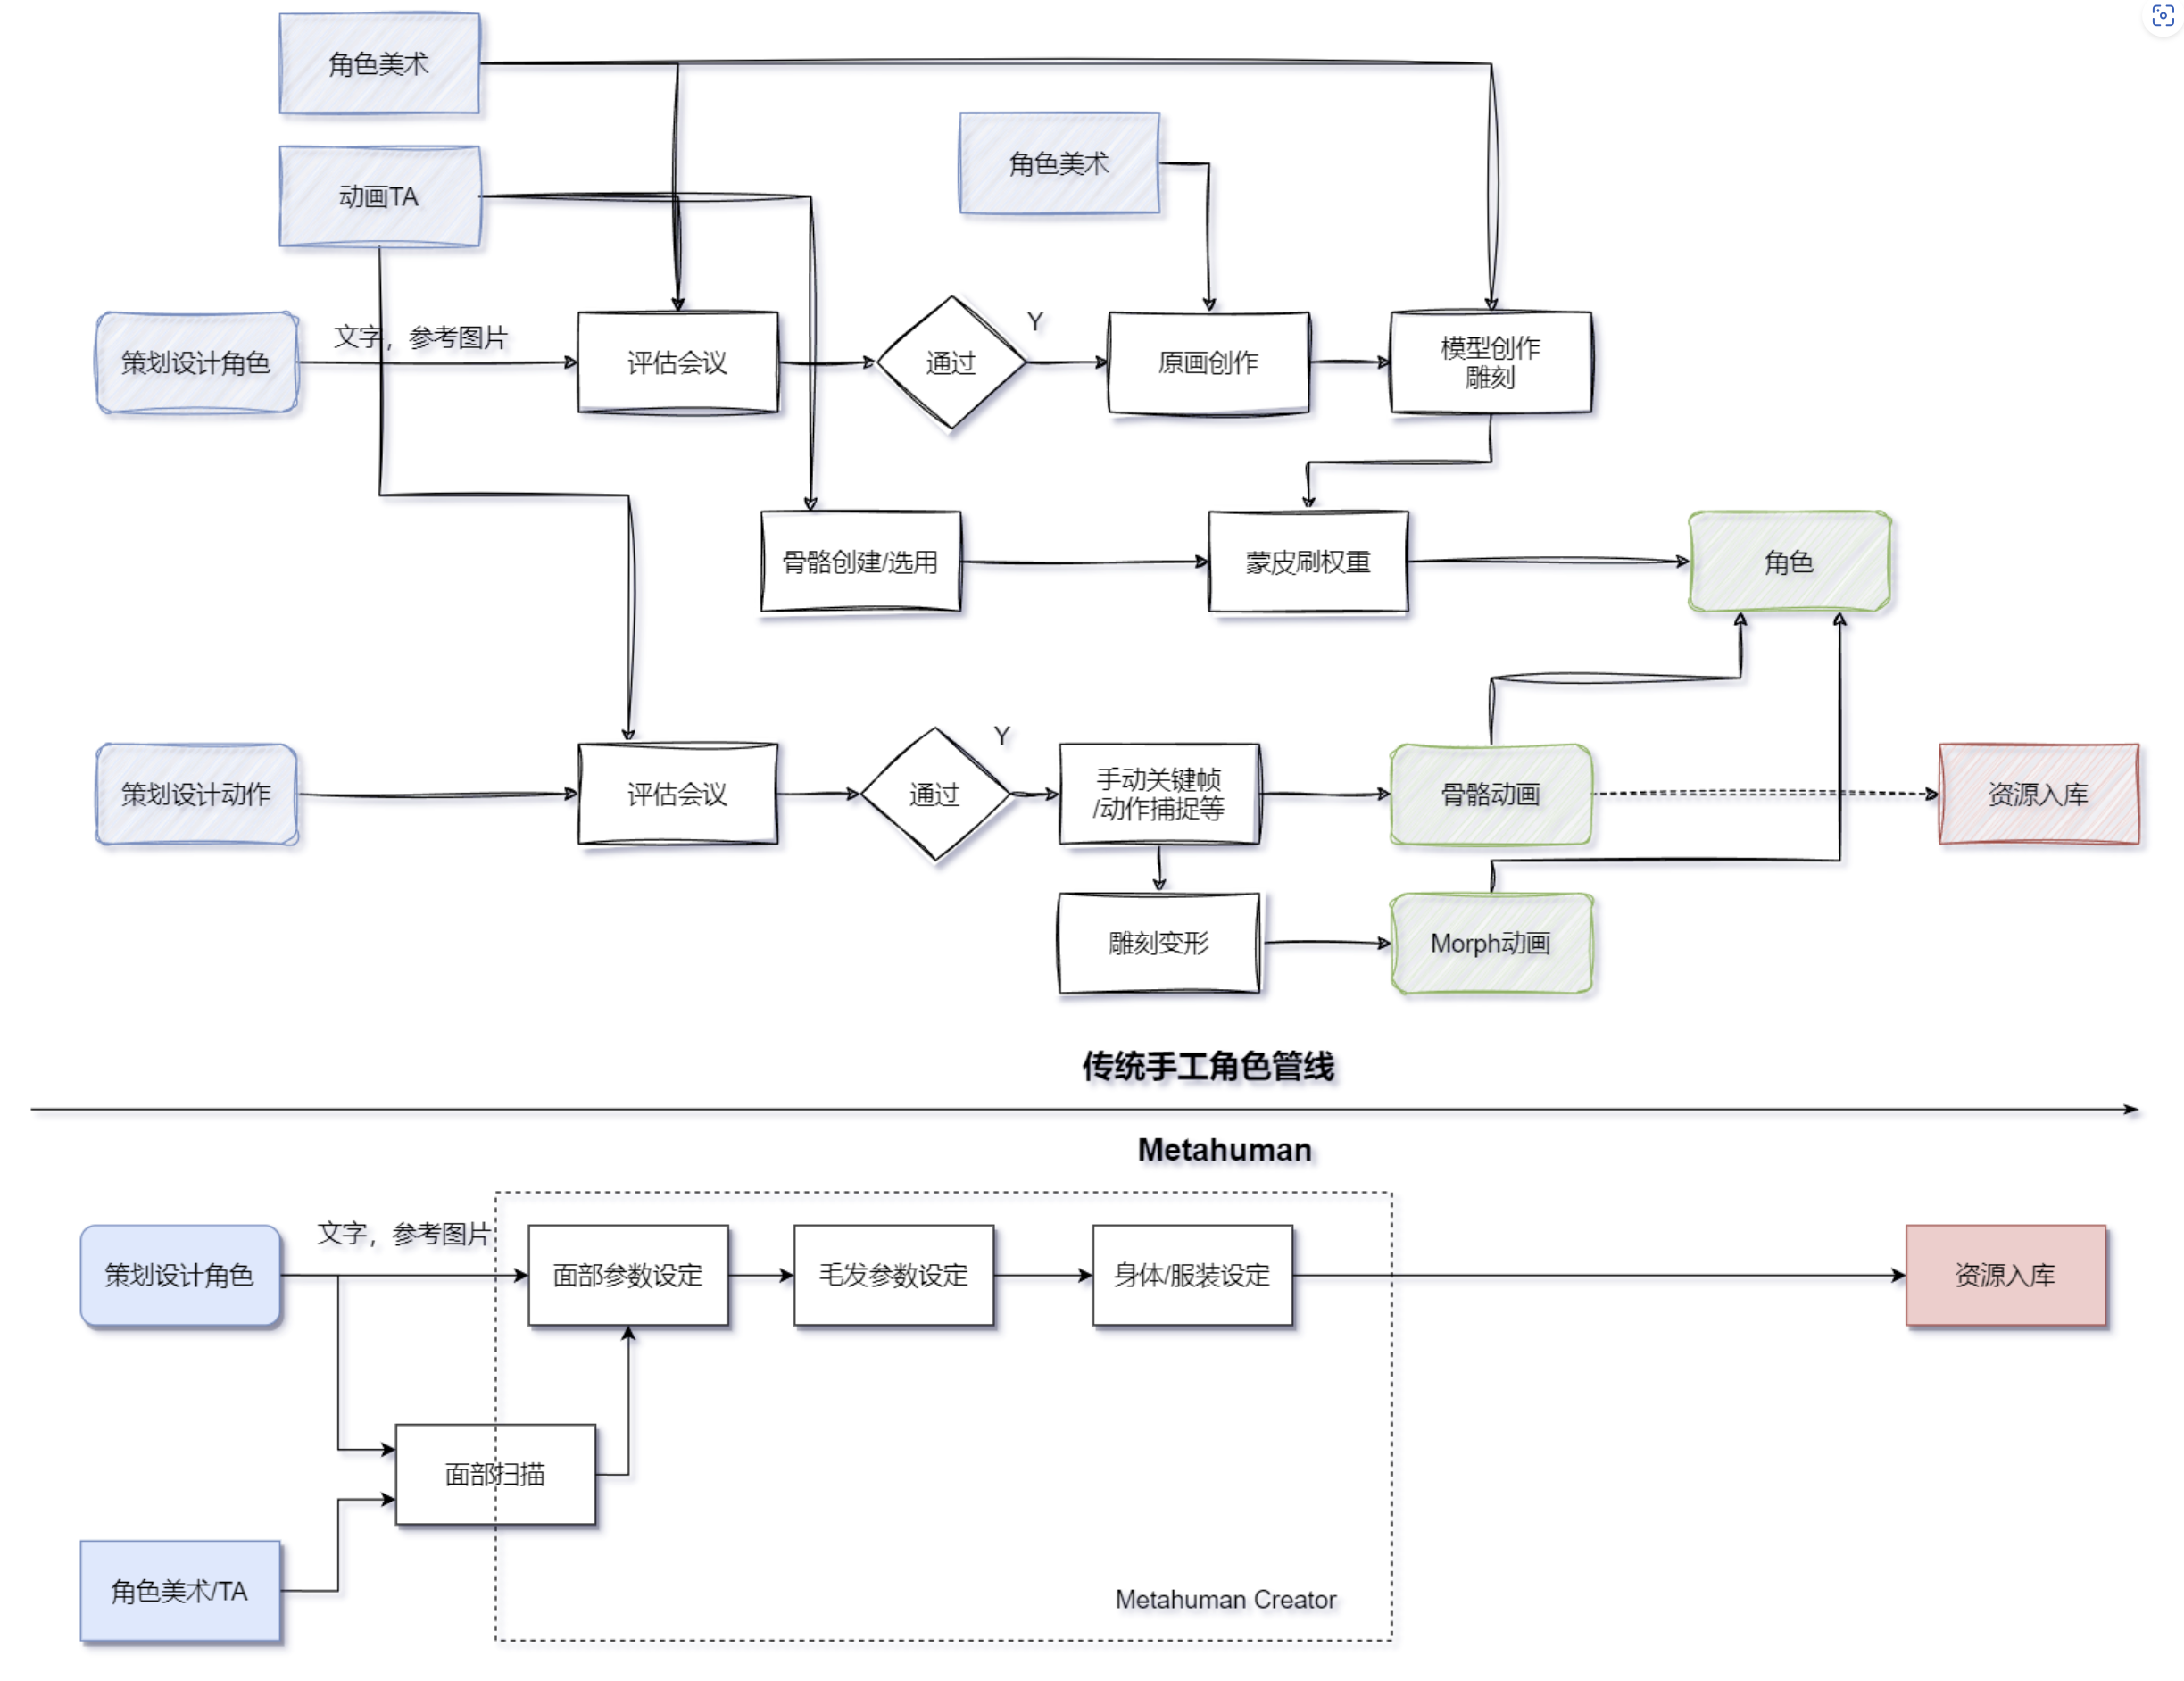 角色美术
角色美术
动画TA
Y
策划设计角色
文字，参考图片
评估会议
通过
原画创作
模型创作
雕刻
骨骼创建/选用
蒙皮刷权重
角色
Y
策划设计动作
评估会议
通过
手动关键帧
/动作捕捉等
骨骼动画
资源入库
雕刻变形
Morph动画
传统手工角色管线
Metahuman
策划设计角色
文字，参考图片
面部参数设定
毛发参数设定
身体/服装设定
资源入库
面部扫描
角色美术/TA
Metahuman Creator